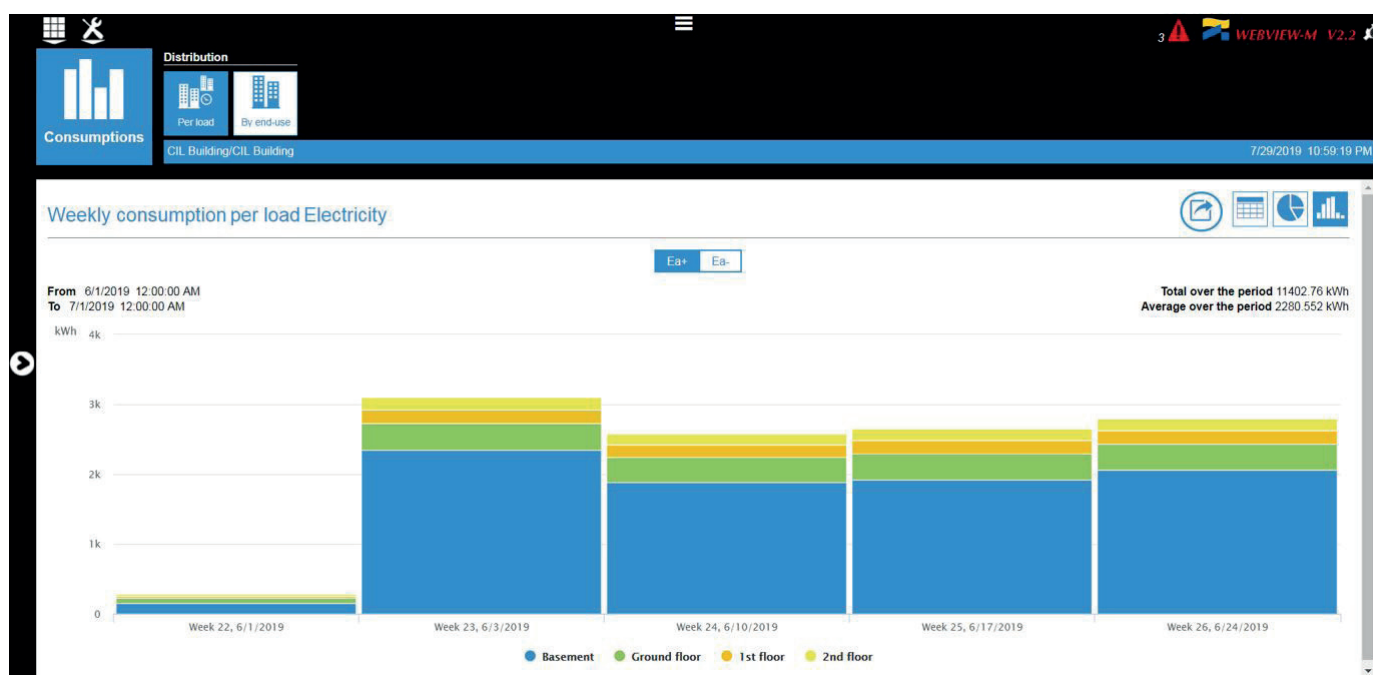 3 WEBVIEW-M V2.2
Distribution
Per load
By end-use
Consumptions
CIL Building/CIL Building
7/29/2019 10:59:19 PM
Weekly consumption per load Electricity
Ea+ Ea-
From 6/1/2019 12:00:00 AM
To 7/1/2019 12:00:00 AM
Total over the period 11402.76 kWh
Average over the period 2280.552 kWh
kWh
4k
3k
2k
1k
0
Week 22, 6/1/2019
Week 23, 6/3/2019
Week 24, 6/10/2019
Week 25, 6/17/2019
Week 26, 6/24/2019
Basement
Ground floor
1st floor
2nd floor